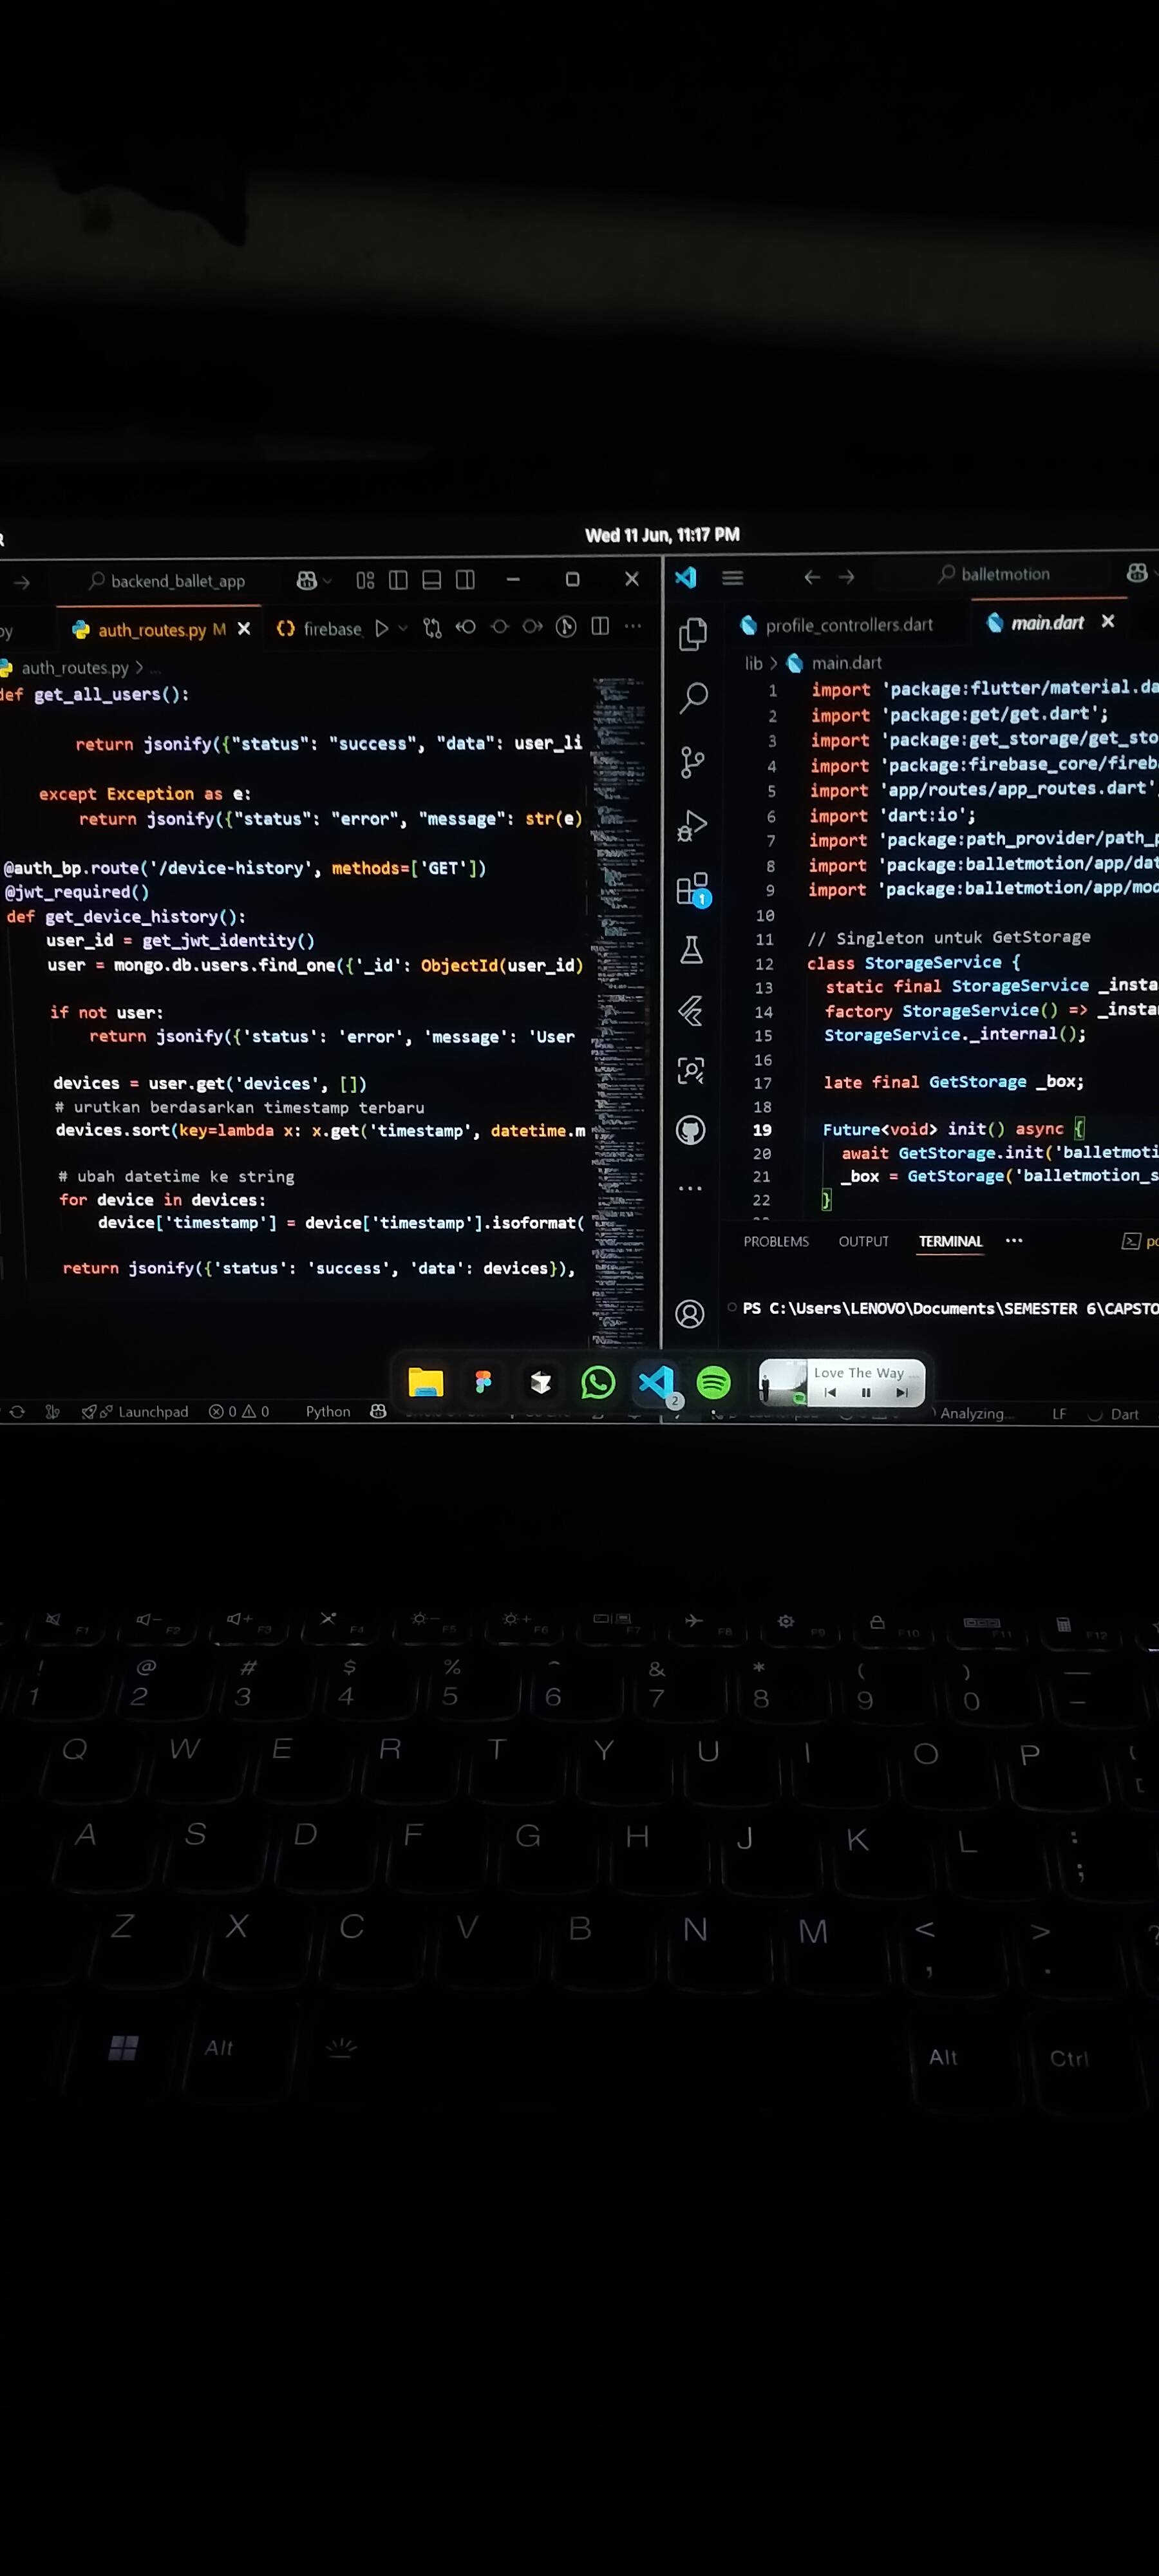 Wed 11 Jun, 11:17 PM
backend_ballet_app
auth_routes.py M
firebase
auth_routes.py > ...
def get_all_users():
return jsonify({"status": "success", "data": user_li
except Exception as e:
return jsonify({"status": "error", "message": str(e)
@auth_bp.route('/device-history', methods=['GET'])
@jwt_required()
def get_device_history():
user_id = get_jwt_identity()
user = mongo.db.users.find_one({'_id': ObjectId(user_id)
if not user:
return jsonify({'status': 'error', 'message': 'User
devices = user.get('devices', [])
# urutkan berdasarkan timestamp terbaru
devices.sort(key=lambda x: x.get('timestamp', datetime.m
# ubah datetime ke string
for device in devices:
device['timestamp'] = device['timestamp'].isoformat(
return jsonify({'status': 'success', 'data': devices}),
Launchpad
0 0
Python
balletmotion
profile_controllers.dart
main.dart
lib > main.dart
1 import 'package:flutter/material.da
2 import 'package:get/get.dart';
3 import 'package:get_storage/get_sto
4 import 'package:firebase_core/fireb
5 import 'app/routes/app_routes.dart'
6 import 'dart:io';
7 import 'package:path_provider/path_p
8 import 'package:balletmotion/app/dat
9 import 'package:balletmotion/app/mod
10
11 // Singleton untuk GetStorage
12 class StorageService {
13 static final StorageService _insta
14 factory StorageService() => _instan
15 StorageService._internal();
16
17 late final GetStorage _box;
18
19 Future<void> init() async {
20 await GetStorage.init('balletmoti
21 _box = GetStorage('balletmotion_s
22 }
1
PROBLEMS OUTPUT TERMINAL ...
PS C:\Users\LENOVO\Documents\SEMESTER 6\CAPSTO
2
Love The Way ...
Analyzing...
LF
Dart
F1 F2 F3 F4 F5 F6 F7 F8 F9 F10 F11 F12
! @ # $ % ^ & * ( ) —
1 2 3 4 5 6 7 8 9 0 -
Q W E R T Y U I O P [
A S D F G H J K L : ;
Z X C V B N M < , > . ?
Alt Alt Ctrl